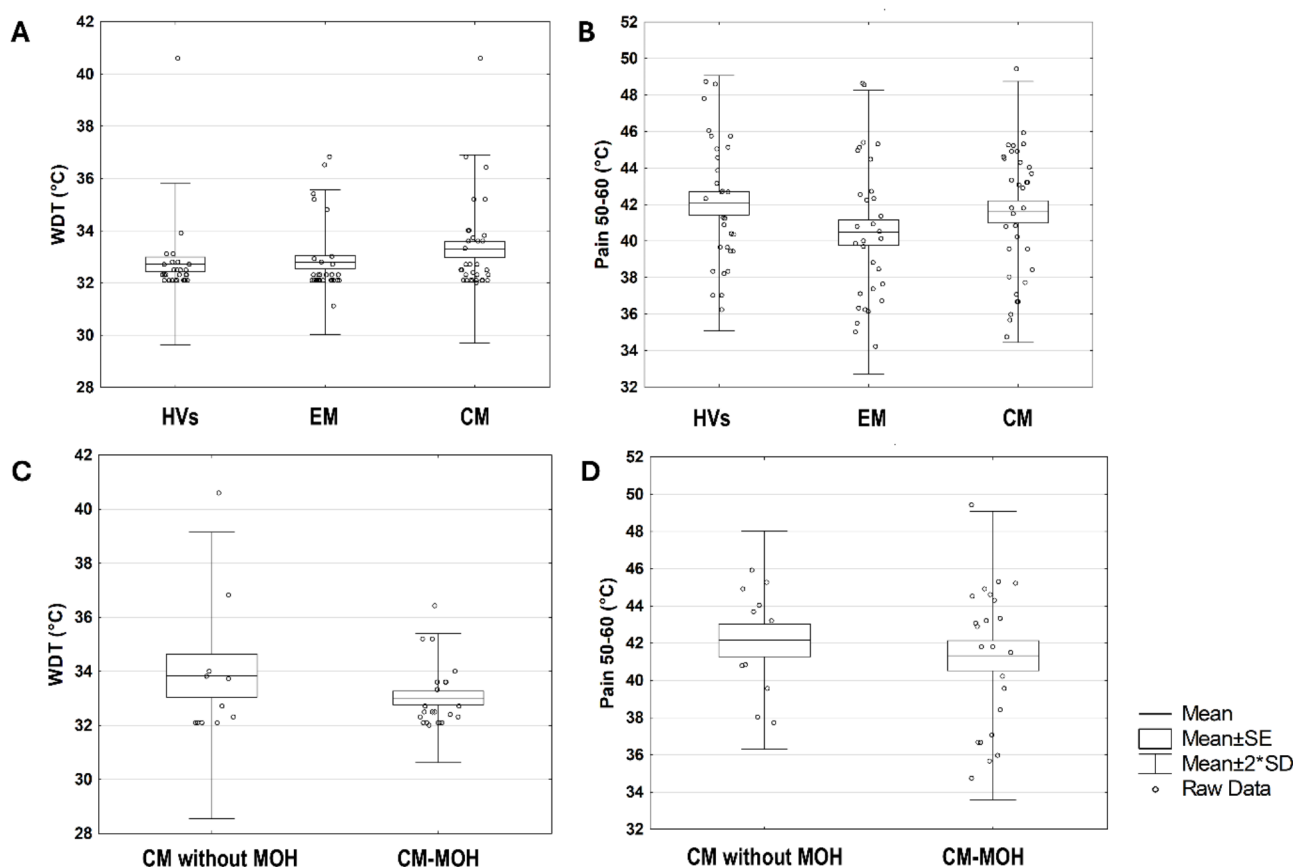 A
WDT (°C)
42
40
38
36
34
32
30
28
HVs EM CM
B
Pain 50-60 (°C)
52
50
48
46
44
42
40
38
36
34
32
HVs EM CM
C
WDT (°C)
42
40
38
36
34
32
30
28
CM without MOH CM-MOH
D
Pain 50-60 (°C)
52
50
48
46
44
42
40
38
36
34
32
CM without MOH CM-MOH
Mean
Mean±SE
Mean±2*SD
Raw Data